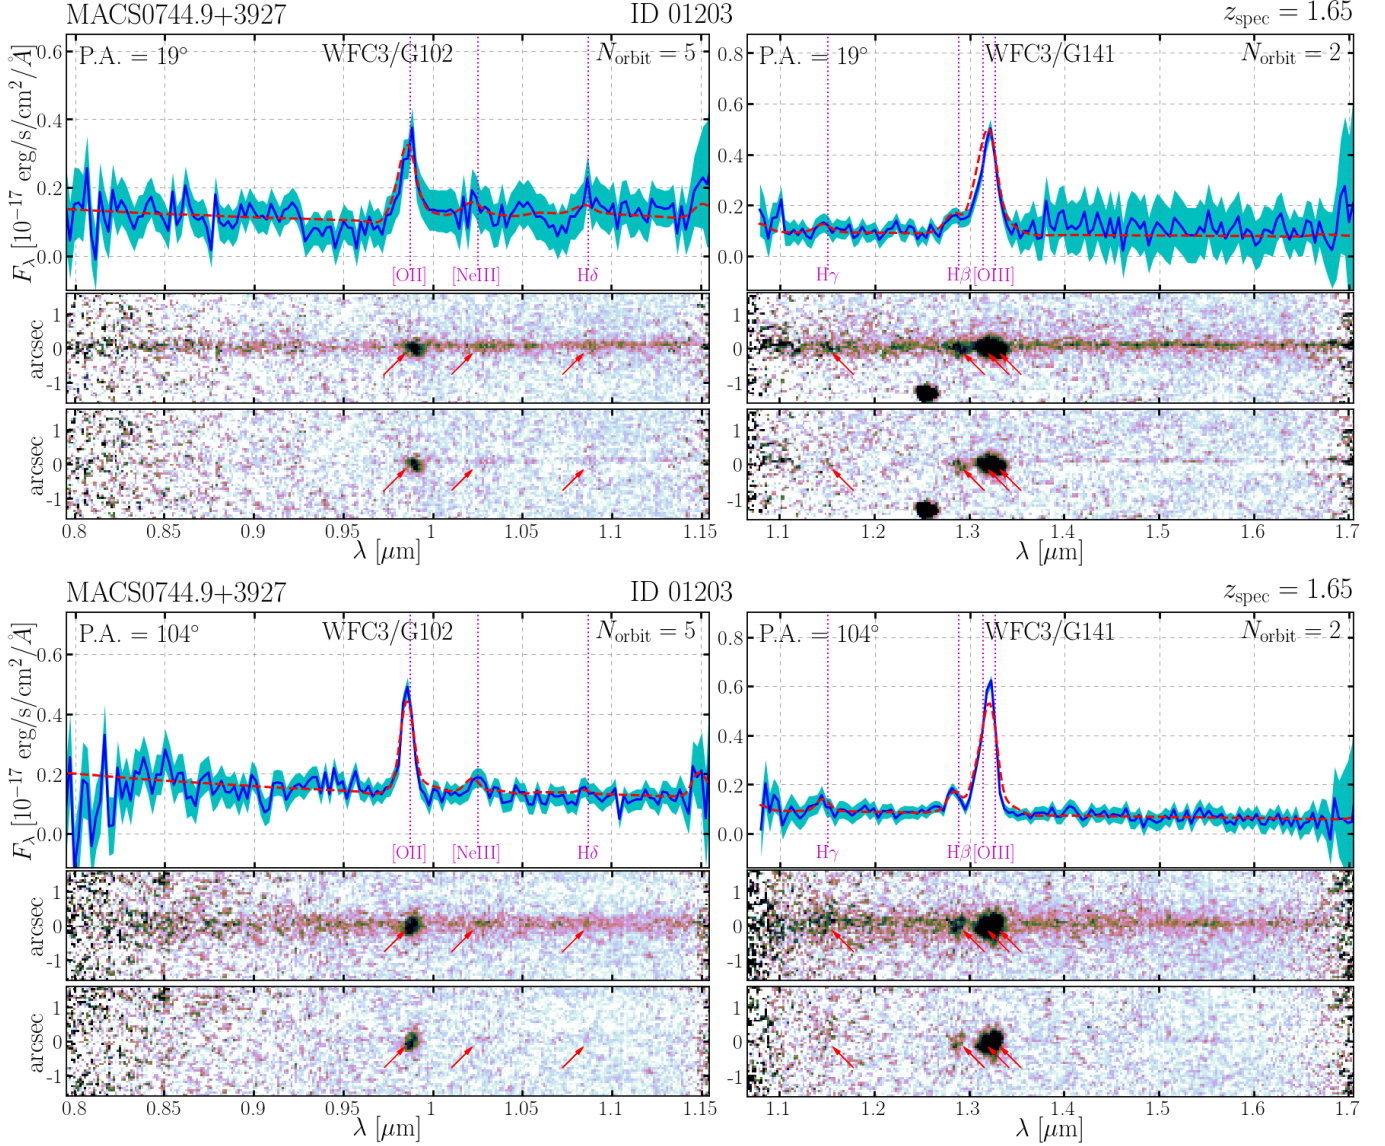 MACS0744.9+3927 ID 01203 z_spec = 1.65
P.A. = 19° WFC3/G102 N_orbit = 5
P.A. = 19° WFC3/G141 N_orbit = 2
F_λ [10^−17 erg/s/cm^2/Å]
0.6
0.4
0.2
0.0
[OII] [NeIII] Hδ
0.8
0.6
0.4
0.2
0.0
Hγ Hβ [OIII]
arcsec
1
0
-1
arcsec
1
0
-1
0.8 0.85 0.9 0.95 1 1.05 1.1 1.15
λ [μm]
1.1 1.2 1.3 1.4 1.5 1.6 1.7
λ [μm]
MACS0744.9+3927 ID 01203 z_spec = 1.65
P.A. = 104° WFC3/G102 N_orbit = 5
P.A. = 104° WFC3/G141 N_orbit = 2
F_λ [10^−17 erg/s/cm^2/Å]
0.6
0.4
0.2
0.0
[OII] [NeIII] Hδ
0.8
0.6
0.4
0.2
0.0
Hγ Hβ [OIII]
arcsec
1
0
-1
arcsec
1
0
-1
0.8 0.85 0.9 0.95 1 1.05 1.1 1.15
λ [μm]
1.1 1.2 1.3 1.4 1.5 1.6 1.7
λ [μm]